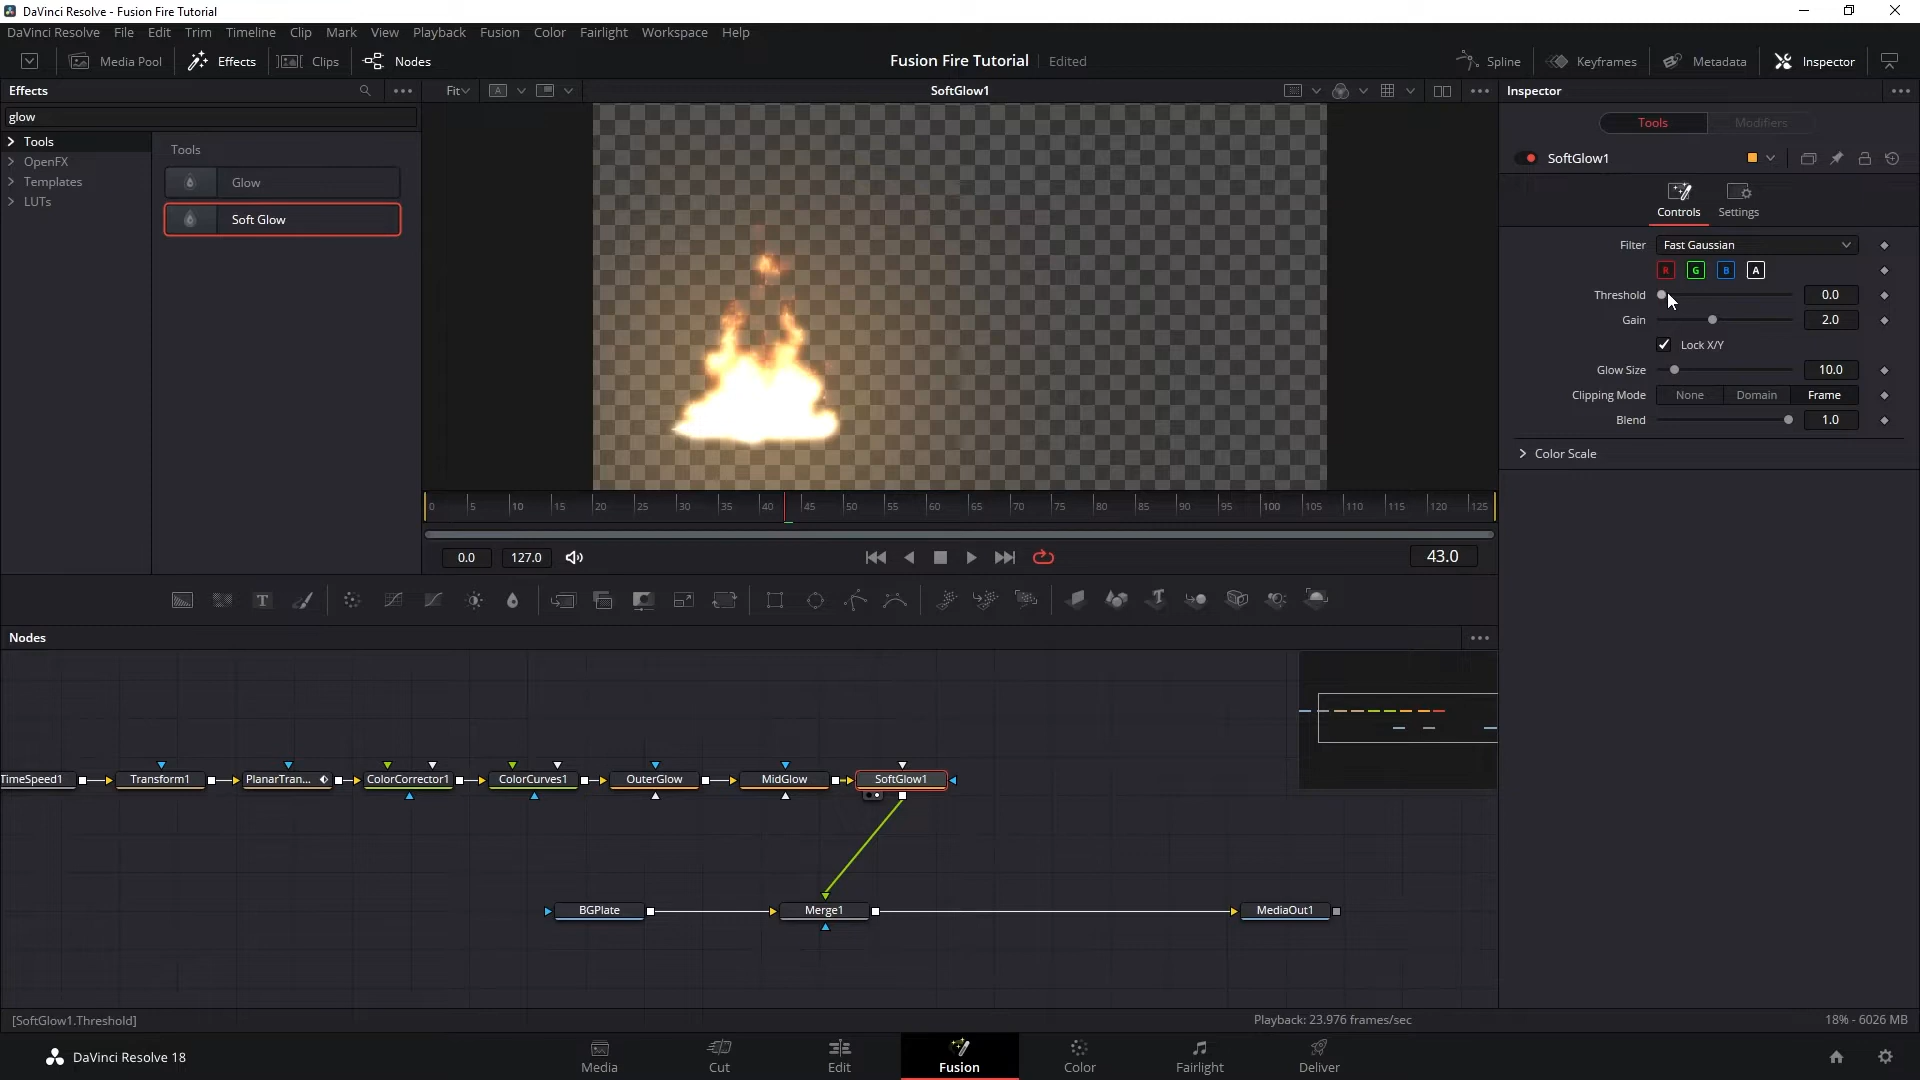 DaVinci Resolve - Fusion Fire Tutorial
DaVinci Resolve File Edit Trim Timeline Clip Mark View Playback Fusion Color Fairlight Workspace Help
Media Pool Effects Clips Nodes Fusion Fire Tutorial Edited Spline Keyframes Metadata Inspector
Effects Fit A SoftGlow1 Inspector
glow
Tools
OpenFX
Templates
LUTs
Tools
Glow
Soft Glow
Tools Modifiers
SoftGlow1
Controls Settings
Filter Fast Gaussian
R G B A
Threshold 0.0
Gain 2.0
Lock X/Y
Glow Size 10.0
Clipping Mode None Domain Frame
Blend 1.0
Color Scale
0 5 10 15 20 25 30 35 40 45 50 55 60 65 70 75 80 85 90 95 100 105 110 115 120 125
0.0 127.0 43.0
T
Nodes
TimeSpeed1 Transform1 PlanarTran... ColorCorrector1 ColorCurves1 OuterGlow MidGlow SoftGlow1
BGPlate Merge1 MediaOut1
[SoftGlow1.Threshold] Playback: 23.976 frames/sec 18% - 6026 MB
DaVinci Resolve 18 Media Cut Edit Fusion Color Fairlight Deliver